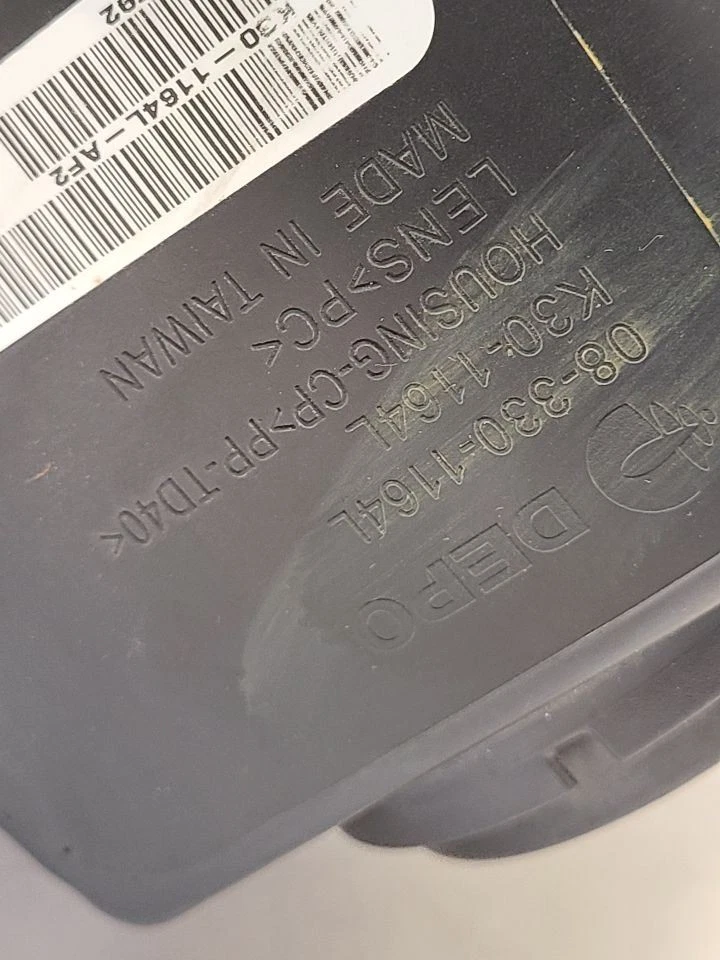 DEPO
08-330-1164L
K30-1164L
HOUSING-CP>PP-TD40<
LENS>PC<
MADE IN TAIWAN
30-1164L-AF2